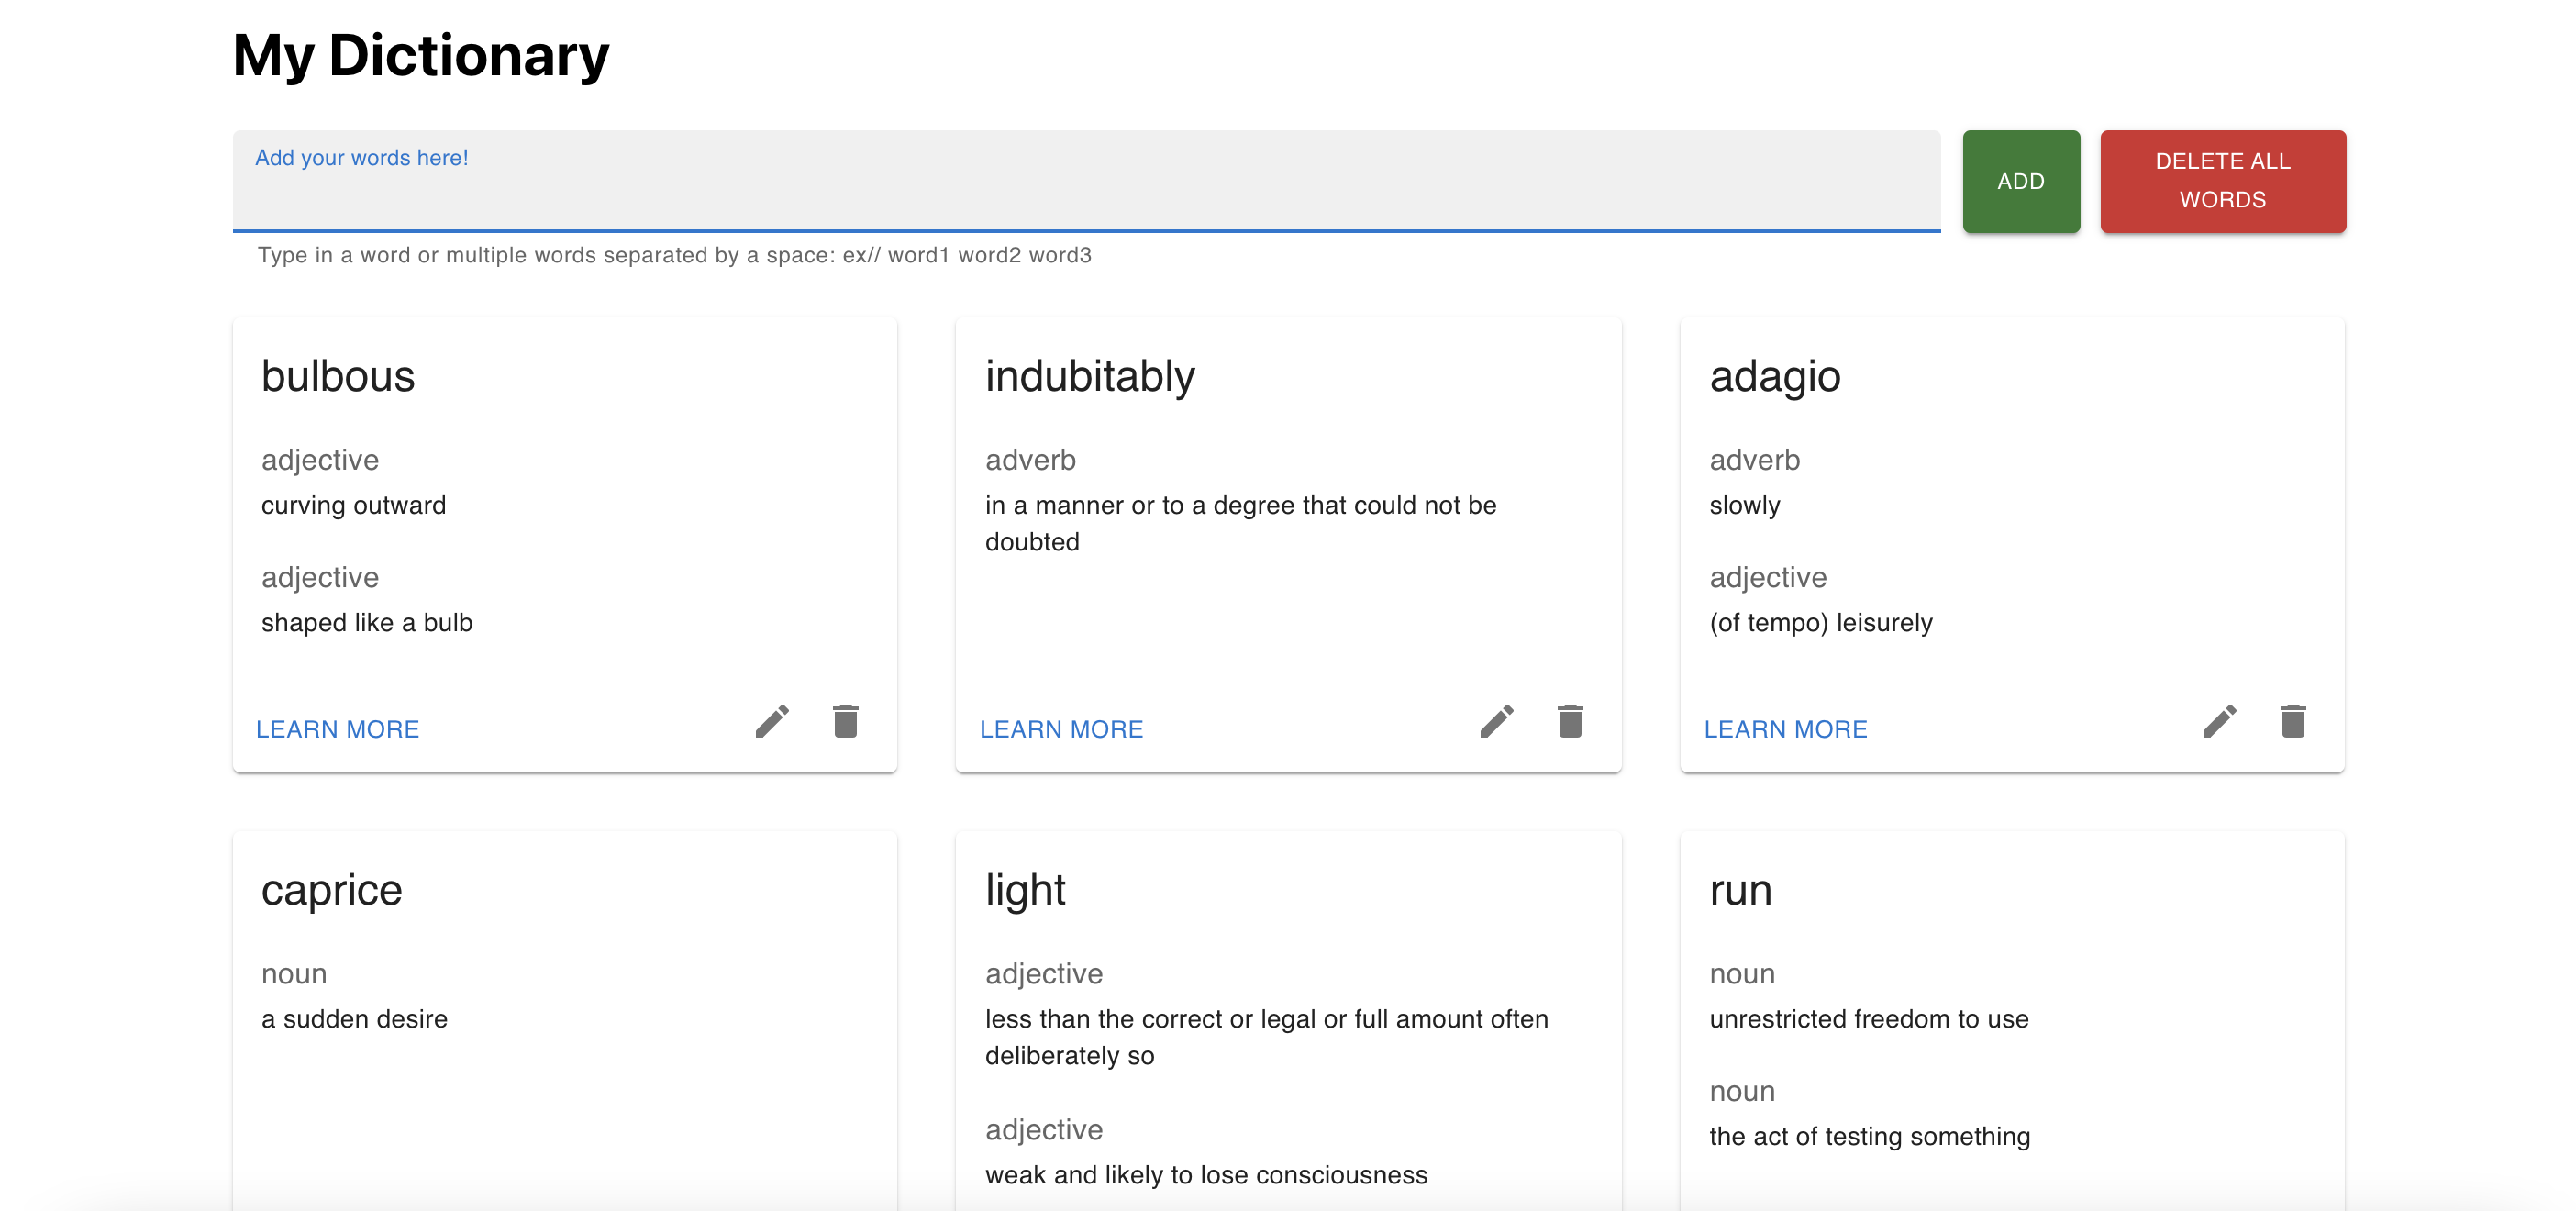 My Dictionary
Add your words here!
ADD
DELETE ALL
WORDS
Type in a word or multiple words separated by a space: ex// word1 word2 word3
bulbous
adjective
curving outward
adjective
shaped like a bulb
LEARN MORE
indubitably
adverb
in a manner or to a degree that could not be
doubted
LEARN MORE
adagio
adverb
slowly
adjective
(of tempo) leisurely
LEARN MORE
caprice
noun
a sudden desire
light
adjective
less than the correct or legal or full amount often
deliberately so
adjective
weak and likely to lose consciousness
run
noun
unrestricted freedom to use
noun
the act of testing something